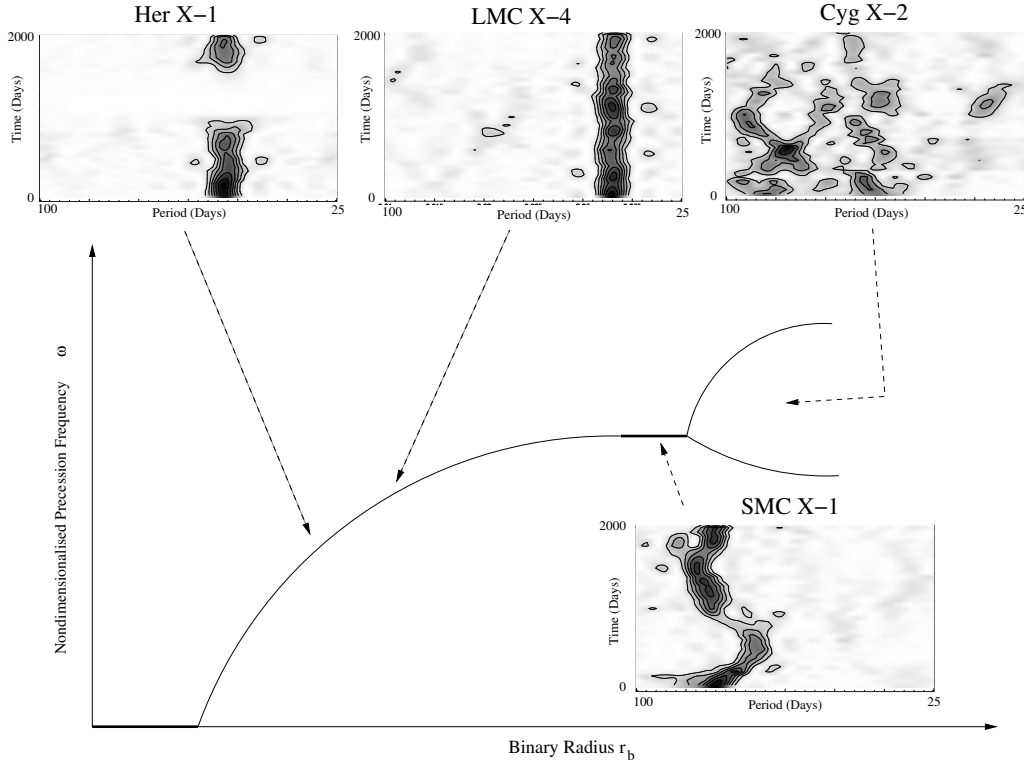 Her X−1
LMC X−4
Cyg X−2
2000
Time (Days)
0
100
Period (Days)
25
2000
Time (Days)
0
100
Period (Days)
25
2000
Time (Days)
0
100
Period (Days)
25
Nondimensionalised Precession Frequency ω
SMC X−1
2000
Time (Days)
0
100
Period (Days)
25
Binary Radius r_b